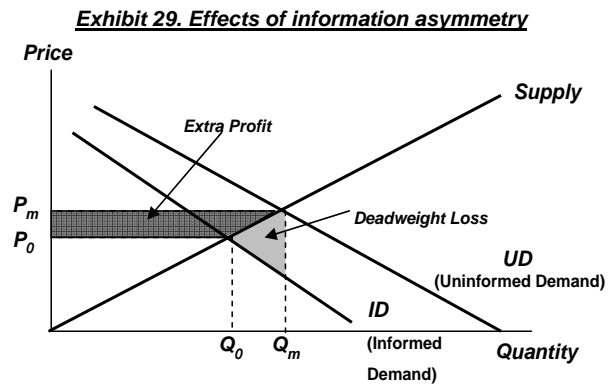 Exhibit 29. Effects of information asymmetry
Price
Supply
Extra Profit
Pm
Deadweight Loss
P0
UD
(Uninformed Demand)
ID
(Informed
Demand)
Q0
Qm
Quantity